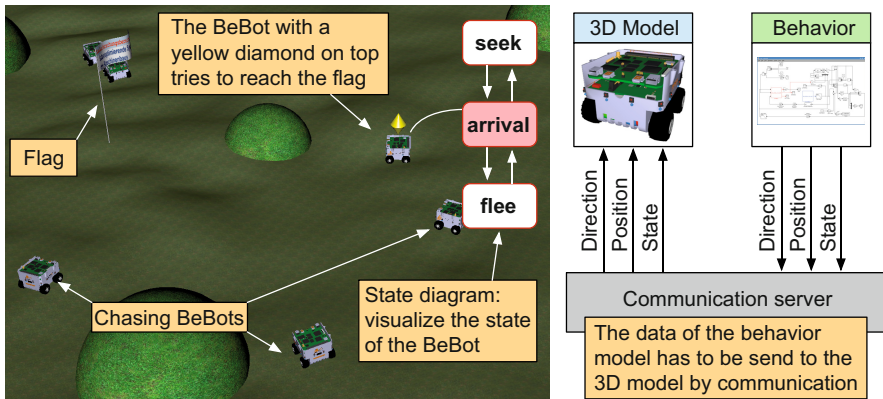 The BeBot with a
yellow diamond on top
tries to reach the flag
seek
arrival
flee
Flag
Chasing BeBots
State diagram:
visualize the state
of the BeBot
3D Model
Behavior
Direction
Position
State
Direction
Position
State
Communication server
The data of the behavior
model has to be send to the
3D model by communication